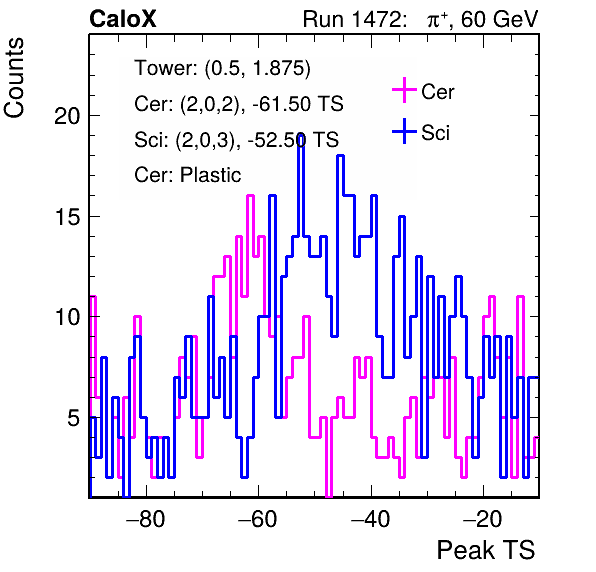 CaloX Run 1472: π⁺, 60 GeV
Counts
Tower: (0.5, 1.875)
Cer: (2,0,2), -61.50 TS
Sci: (2,0,3), -52.50 TS
Cer: Plastic
Cer
Sci
20
15
10
5
−80 −60 −40 −20
Peak TS